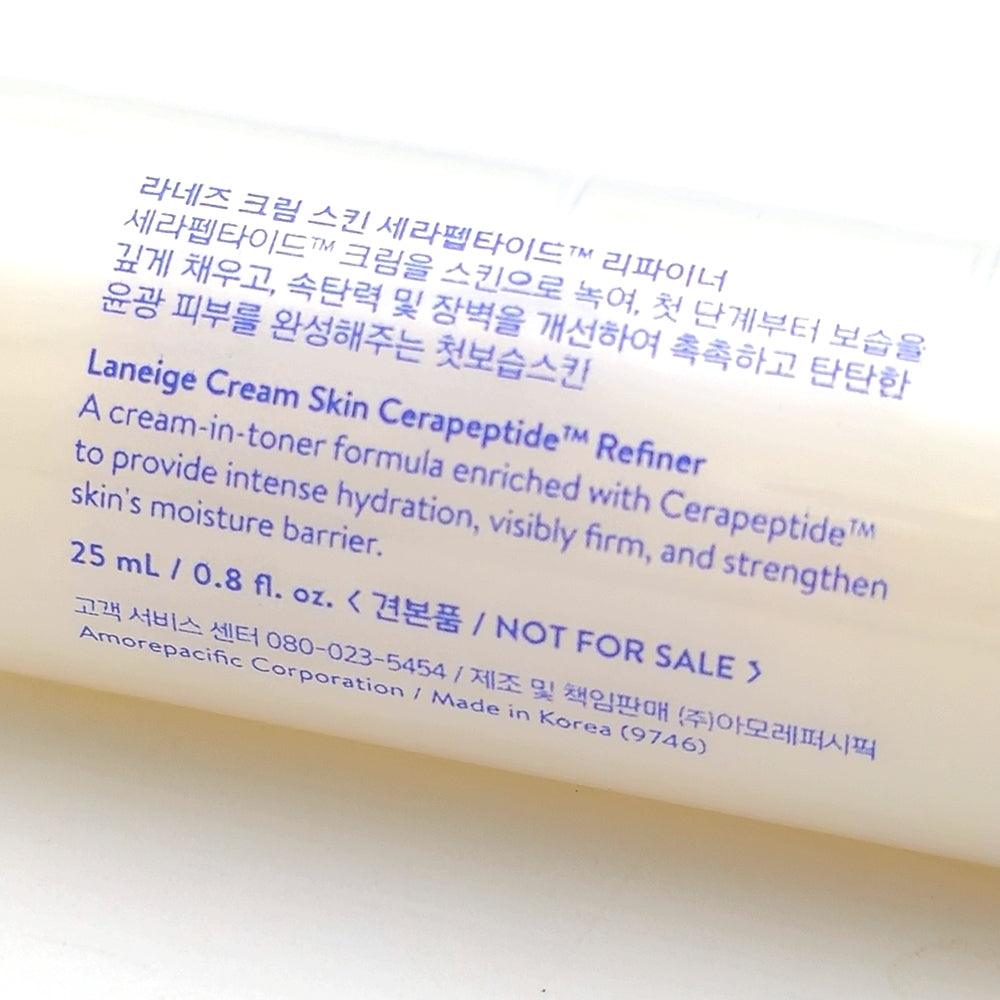 라네즈 크림 스킨 세라펩타이드™ 리파이너
세라펩타이드™ 크림을 스킨으로 녹여, 첫 단계부터 보습을
깊게 채우고, 속탄력 및 장벽을 개선하여 촉촉하고 탄탄한
윤광 피부를 완성해주는 첫보습스킨
Laneige Cream Skin Cerapeptide™ Refiner
A cream-in-toner formula enriched with Cerapeptide™
to provide intense hydration, visibly firm, and strengthen
skin's moisture barrier.
25 mL / 0.8 fl. oz. < 견본품 / NOT FOR SALE >
고객 서비스 센터 080-023-5454 / 제조 및 책임판매 (주)아모레퍼시픽
Amorepacific Corporation / Made in Korea (9746)